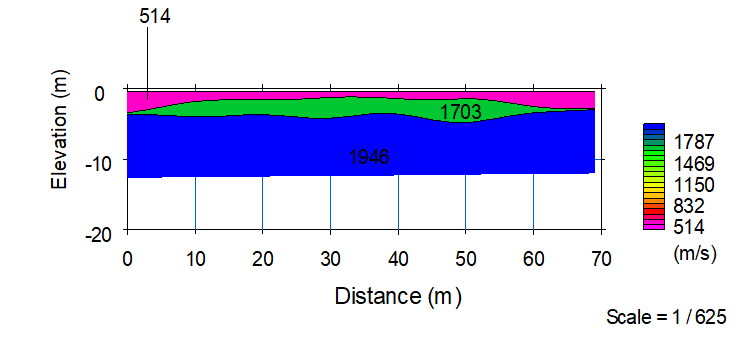 514
Elevation (m)
0
-10
-20
1703
1946
0 10 20 30 40 50 60 70
Distance (m)
1787
1469
1150
832
514
(m/s)
Scale = 1 / 625